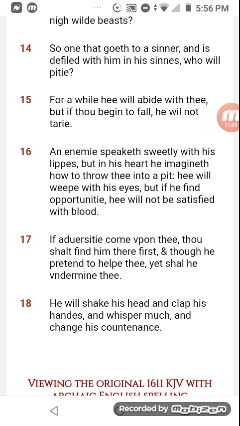 5:56 PM
nigh wilde beasts?
14 So one that goeth to a sinner, and is
defiled with him in his sinnes, who will
pitie?
15 For a while hee will abide with thee,
but if thou begin to fall, he wil not
tarie.
16 An enemie speaketh sweetly with his
lippes, but in his heart he imagineth
how to throw thee into a pit: hee will
weepe with his eyes, but if he find
opportunitie, hee will not be satisfied
with blood.
17 If aduersitie come vpon thee, thou
shalt find him there first, & though he
pretend to helpe thee, yet shal he
vndermine thee.
18 He will shake his head and clap his
handes, and whisper much, and
change his countenance.
VIEWING THE ORIGINAL 1611 KJV WITH
ARCHAIC ENGLISH SPELLING
Recorded by mobizen